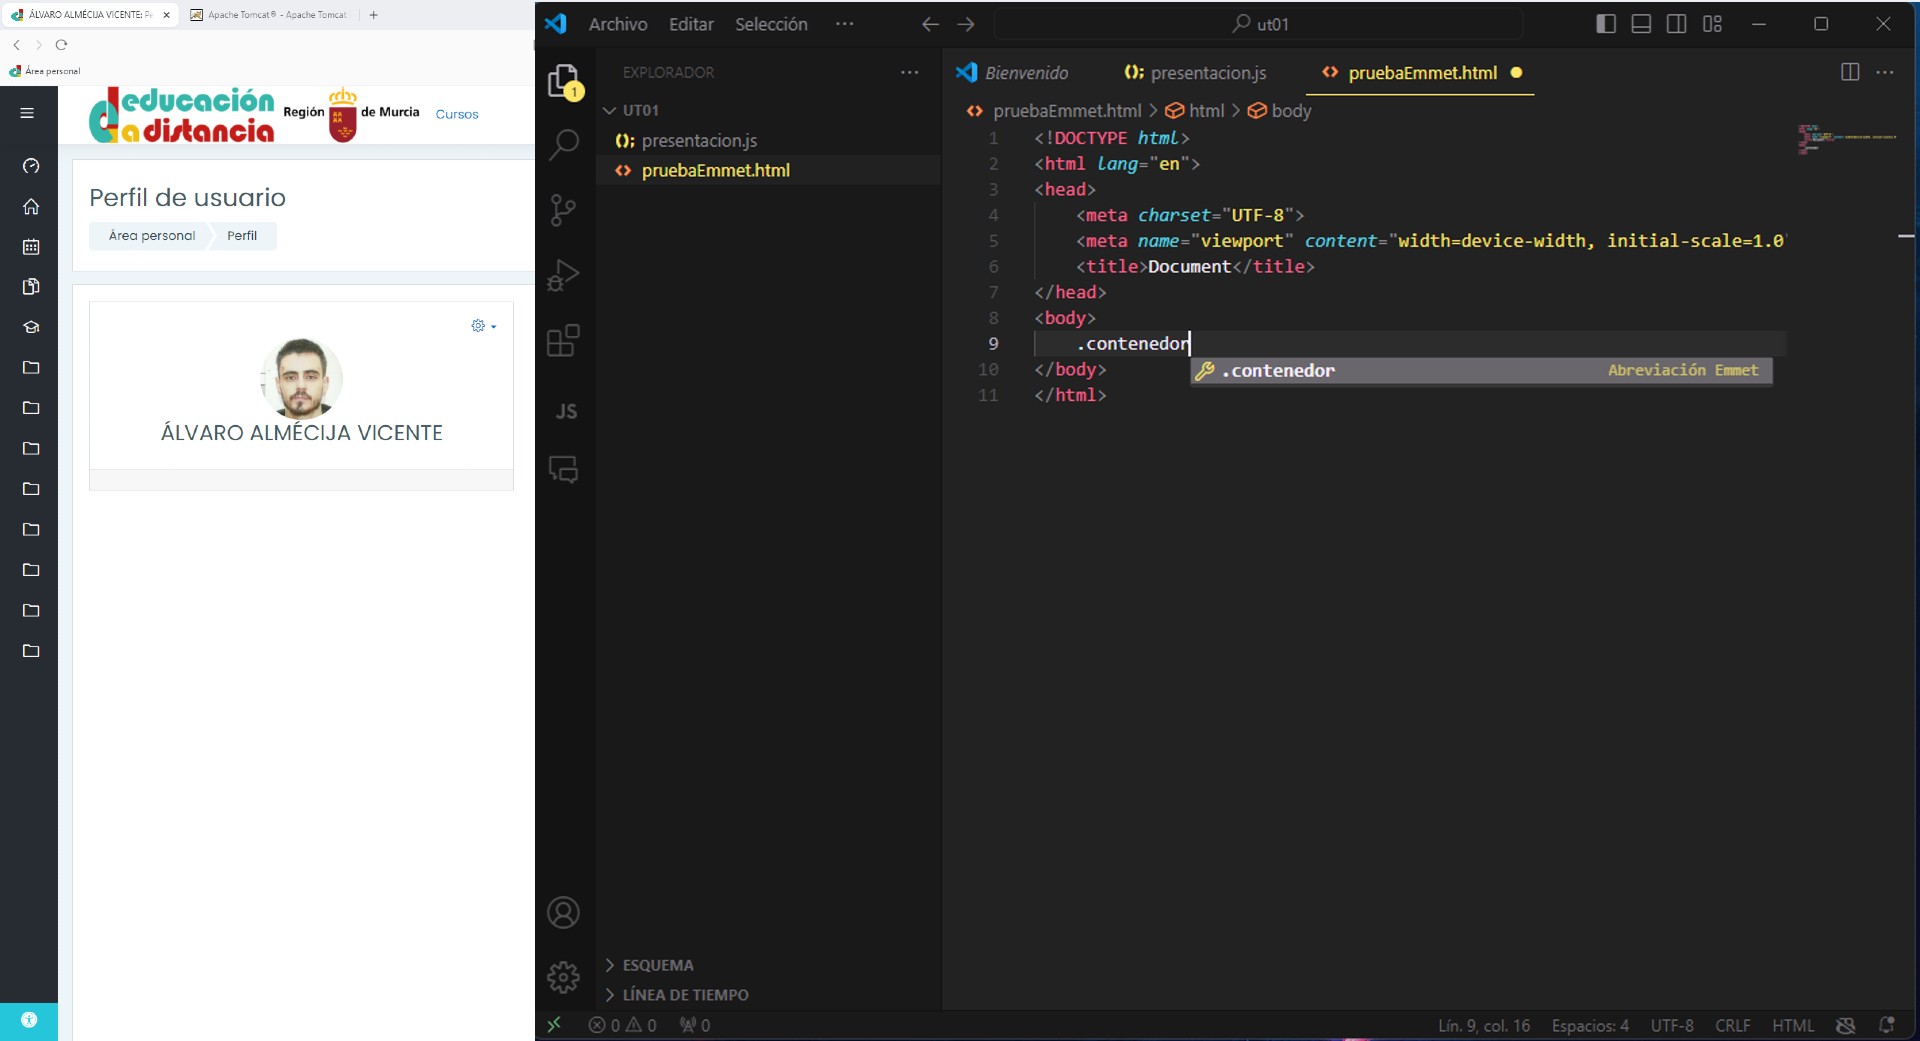 ÁLVARO ALMÉCIJA VICENTE: Pe
Apache Tomcat® - Apache Tomcat
Área personal
educación
a distancia
Región de Murcia
Cursos
Perfil de usuario
Área personal
Perfil
ÁLVARO ALMÉCIJA VICENTE
Archivo Editar Selección ···
ut01
EXPLORADOR
1
UT01
presentacion.js
pruebaEmmet.html
JS
ESQUEMA
LÍNEA DE TIEMPO
Bienvenido
presentacion.js
pruebaEmmet.html
pruebaEmmet.html > html > body
1 <!DOCTYPE html>
2 <html lang="en">
3 <head>
4 <meta charset="UTF-8">
5 <meta name="viewport" content="width=device-width, initial-scale=1.0"
6 <title>Document</title>
7 </head>
8 <body>
9 .contenedor
.contenedor Abreviación Emmet
10 </body>
11 </html>
0 0 0
Lín. 9, col. 16 Espacios: 4 UTF-8 CRLF HTML